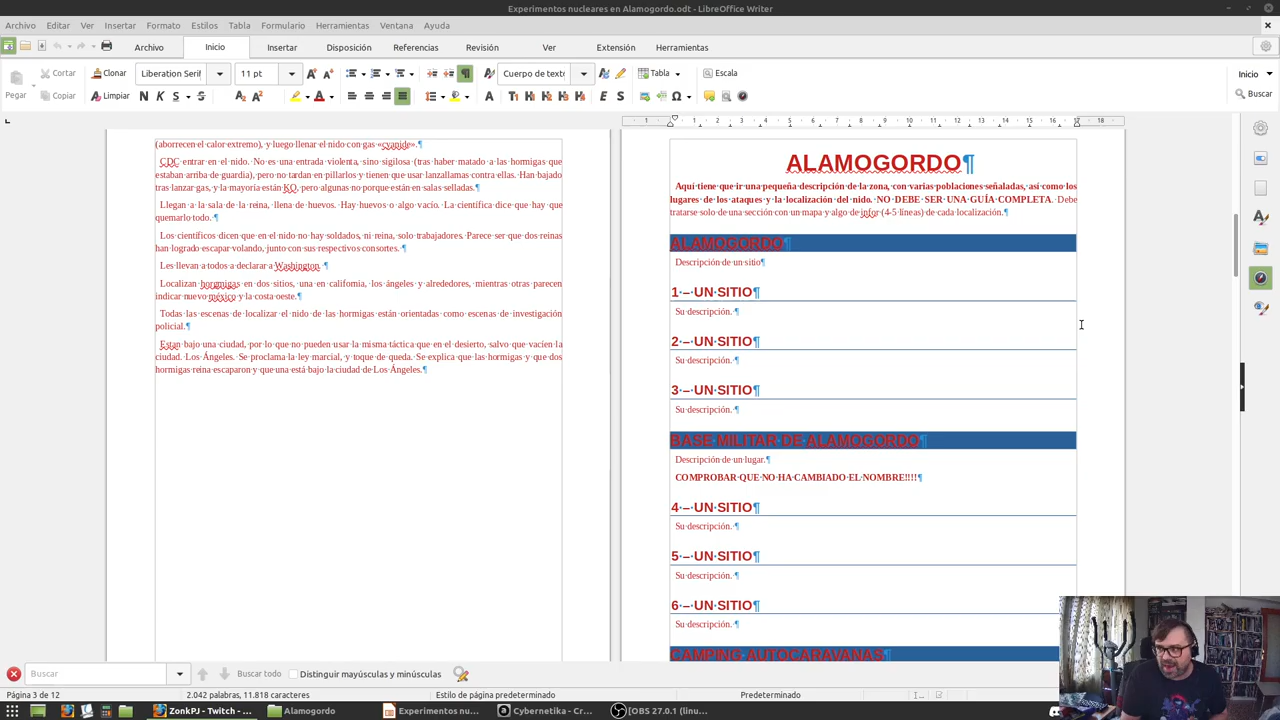 Experimentos nucleares en Alamogordo.odt - LibreOffice Writer
Archivo Editar Ver Insertar Formato Estilos Tabla Formulario Herramientas Ventana Ayuda
Archivo Inicio Insertar Disposición Referencias Revisión Ver Extensión Herramientas
Pegar Cortar Clonar Liberation Serif 11 pt Cuerpo de texto Tabla Escala Inicio
Copiar Limpiar Buscar
(aborrecen el calor extremo), y luego llenar el nido con gas «cyanide».¶
CDC entrar en el nido. No es una entrada violenta, sino sigilosa (tras haber matado a las hormigas que
estaban arriba de guardia), pero no tardan en pillarlos y tienen que usar lanzallamas contra ellas. Han bajado
tras lanzar gas, y la mayoría están KO, pero algunas no porque están en salas selladas.¶
Llegan a la sala de la reina, llena de huevos. Hay huevos o algo vacío. La científica dice que hay que
quemarlo todo. ¶
Los científicos dicen que en el nido no hay soldados, ni reina, solo trabajadores. Parece ser que dos reinas
han logrado escapar volando, junto con sus respectivos consortes. ¶
Les llevan a todos a declarar a Washington. ¶
Localizan horgmigas en dos sitios, una en california, los ángeles y alrededores, mientras otras parecen
indicar nuevo méxico y la costa oeste.¶
Todas las escenas de localizar el nido de las hormigas están orientadas como escenas de investigación
policial.¶
Estan bajo una ciudad, por lo que no pueden usar la misma táctica que en el desierto, salvo que vacíen la
ciudad. Los Ángeles. Se proclama la ley marcial, y toque de queda. Se explica que las hormigas y que dos
hormigas reina escaparon y que una está bajo la ciudad de Los Ángeles.¶
ALAMOGORDO¶
Aquí tiene que ir una pequeña descripción de la zona, con varias poblaciones señaladas, así como los
lugares de los ataques y la localización del nido. NO DEBE SER UNA GUÍA COMPLETA. Debe
tratarse solo de una sección con un mapa y algo de infor (4-5 líneas) de cada localización.¶
ALAMOGORDO¶
Descripción de un sitio¶
1 – UN SITIO¶
Su descripción. ¶
2 – UN SITIO¶
Su descripción. ¶
3 – UN SITIO¶
Su descripción. ¶
BASE MILITAR DE ALAMOGORDO¶
Descripción de un lugar.¶
COMPROBAR QUE NO HA CAMBIADO EL NOMBRE!!!!¶
4 – UN SITIO¶
Su descripción. ¶
5 – UN SITIO¶
Su descripción. ¶
6 – UN SITIO¶
Su descripción. ¶
CAMPING AUTOCARAVANAS¶
Buscar Buscar todo Distinguir mayúsculas y minúsculas
Página 3 de 12 2.042 palabras, 11.818 caracteres Estilo de página predeterminado Predeterminado
ZonkPJ - Twitch - ... Alamogordo Experimentos nu... Cybernetika - Cr... [OBS 27.0.1 (linu...